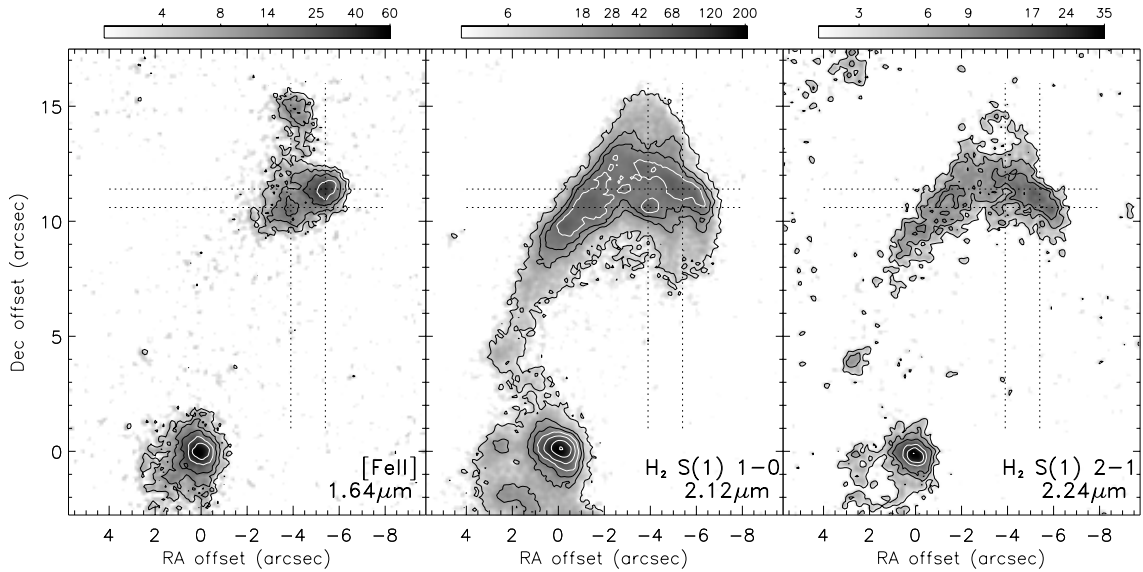 4 8 14 25 40 60
6 18 28 42 68 120 200
3 6 9 17 24 35
15
10
5
0
Dec offset (arcsec)
[FeII]
1.64μm
H₂ S(1) 1-0
2.12μm
H₂ S(1) 2-1
2.24μm
4 2 0 -2 -4 -6 -8
4 2 0 -2 -4 -6 -8
4 2 0 -2 -4 -6 -8
RA offset (arcsec)
RA offset (arcsec)
RA offset (arcsec)